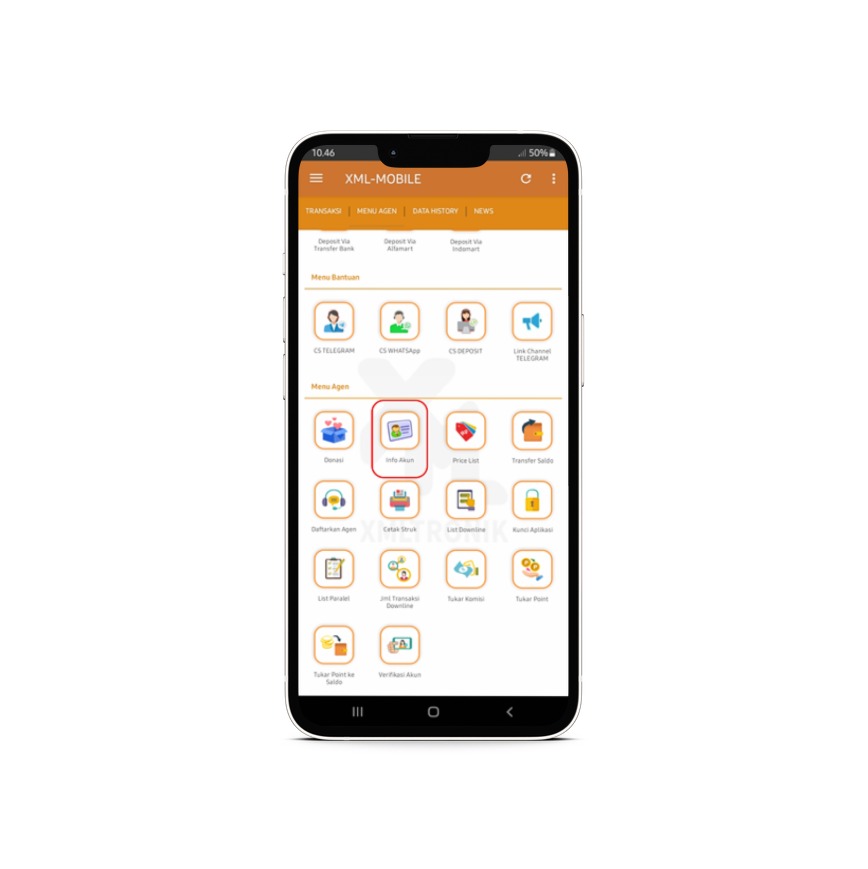 10.46
50%
XML-MOBILE
TRANSAKSI | MENU AGEN | DATA HISTORY | NEWS
Deposit Via
Transfer Bank
Deposit Via
Alfamart
Deposit Via
Indomart
Menu Bantuan
CS TELEGRAM
CS WHATSApp
CS DEPOSIT
Link Channel
TELEGRAM
Menu Agen
Donasi
Info Akun
Price List
Transfer Saldo
Daftarkan Agen
Cetak Struk
List Downline
Kunci Aplikasi
XMLTRONIK
List Paralel
Jml Transaksi
Downline
Tukar Komisi
Tukar Point
Tukar Point ke
Saldo
Verifikasi Akun